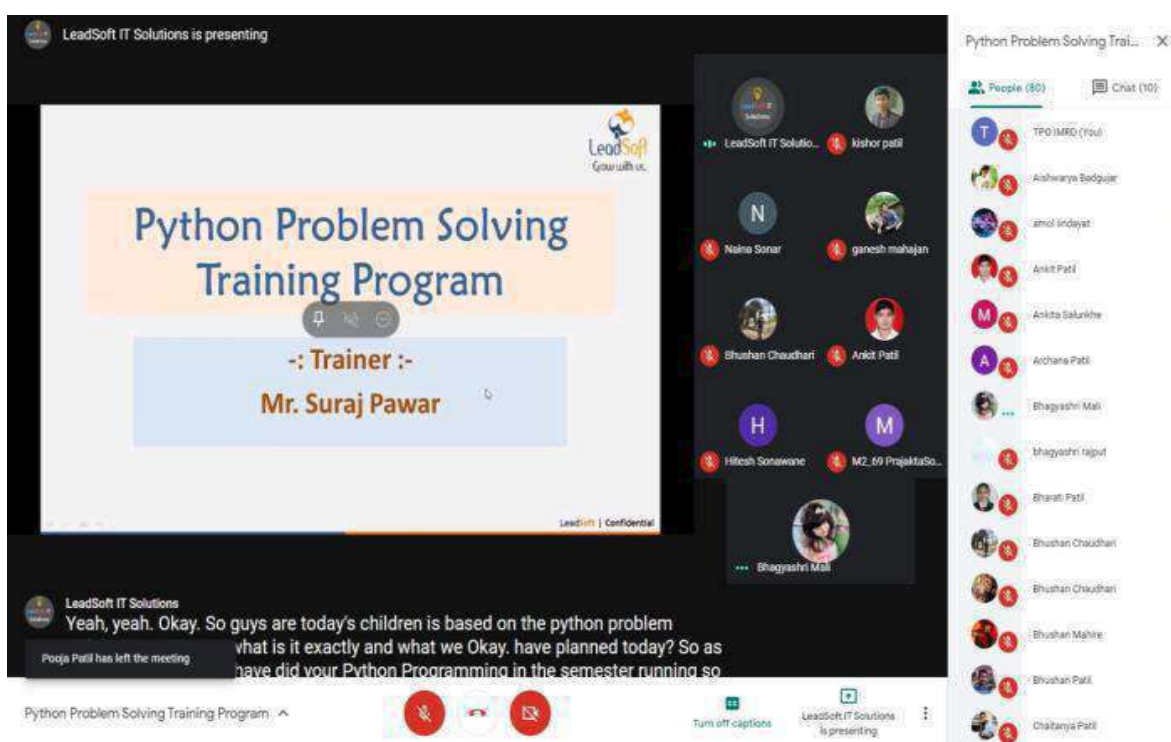 LeadSoft IT Solutions is presenting
LeadSoft
Grow with us.
Python Problem Solving
Training Program
-: Trainer :-
Mr. Suraj Pawar
LeadSoft | Confidential
LeadSoft IT Solutio...
kishor patil
N
Naina Sonar
ganesh mahajan
Bhushan Chaudhari
Ankit Patil
H
Hitesh Sonawane
M
M2_69 PrajaktaSo...
Bhagyashri Mali
LeadSoft IT Solutions
Yeah, yeah. Okay. So guys are today's children is based on the python problem
what is it exactly and what we Okay. have planned today? So as
have did your Python Programming in the semester running so
Pooja Patil has left the meeting
Python Problem Solving Training Program
Turn off captions
LeadSoft IT Solutions
is presenting
Python Problem Solving Trai...
People (80)
Chat (10)
T
TPO IMRD (You)
Aishwarya Badgujar
amol
Ankit Patil
M
Ankita Salunkhe
A
Archana Patil
Bhagyashri Mali
bhagyashri rajput
Bharati Patil
Bhushan Chaudhari
Bhushan Chaudhari
Bhushan Mahire
Bhushan Patil
Chaitanya Patil